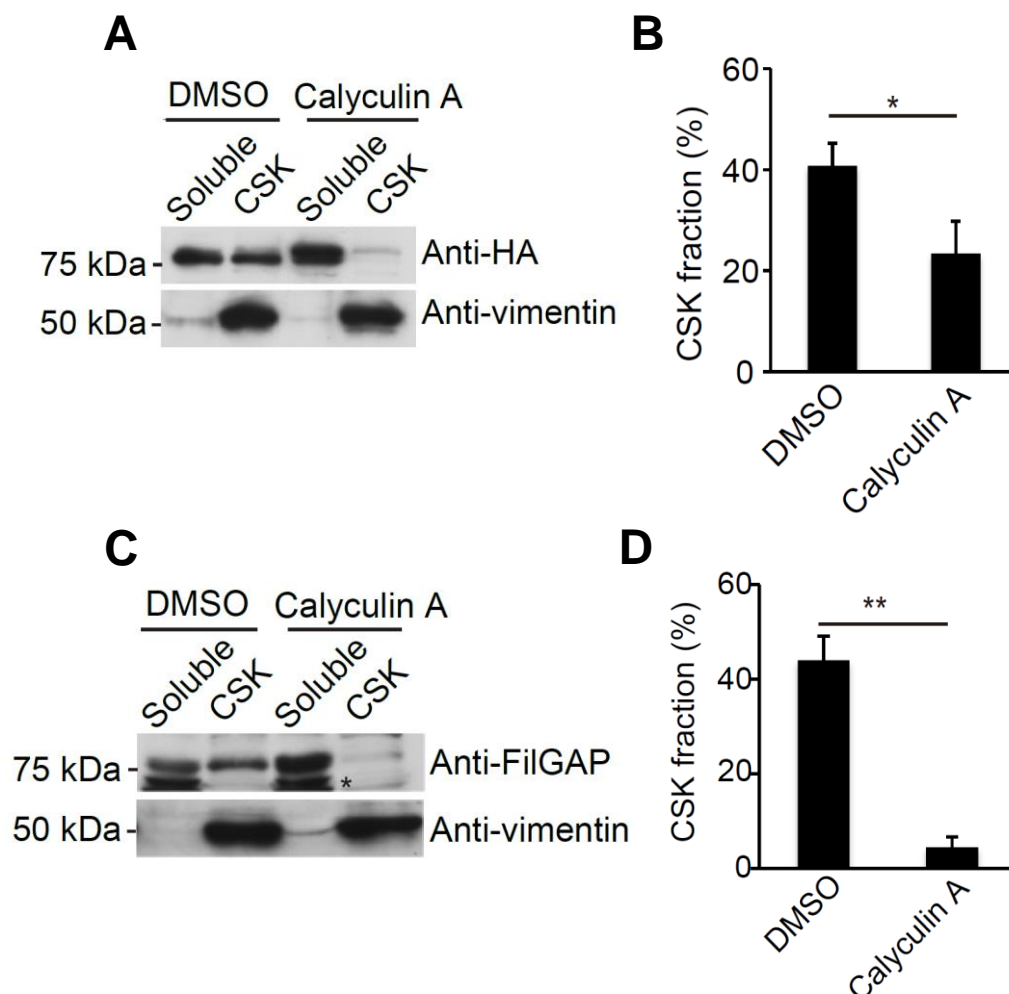 A
DMSO Calyculin A
Soluble CSK Soluble CSK
75 kDa- Anti-HA
50 kDa- Anti-vimentin
B
CSK fraction (%)
60
*
40
20
0
DMSO
Calyculin A
C
DMSO Calyculin A
Soluble CSK Soluble CSK
75 kDa- Anti-FilGAP
*
50 kDa- Anti-vimentin
D
CSK fraction (%)
60
**
40
20
0
DMSO
Calyculin A